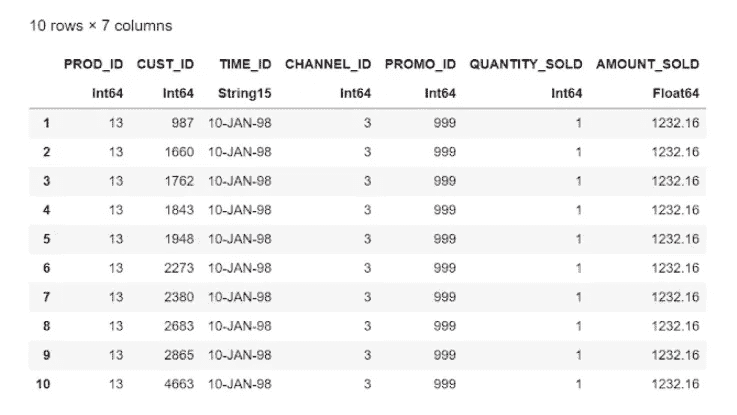 10 rows × 7 columns
PROD_ID CUST_ID TIME_ID CHANNEL_ID PROMO_ID QUANTITY_SOLD AMOUNT_SOLD
Int64 Int64 String15 Int64 Int64 Int64 Float64
1 13 987 10-JAN-98 3 999 1 1232.16
2 13 1660 10-JAN-98 3 999 1 1232.16
3 13 1762 10-JAN-98 3 999 1 1232.16
4 13 1843 10-JAN-98 3 999 1 1232.16
5 13 1948 10-JAN-98 3 999 1 1232.16
6 13 2273 10-JAN-98 3 999 1 1232.16
7 13 2380 10-JAN-98 3 999 1 1232.16
8 13 2683 10-JAN-98 3 999 1 1232.16
9 13 2865 10-JAN-98 3 999 1 1232.16
10 13 4663 10-JAN-98 3 999 1 1232.16